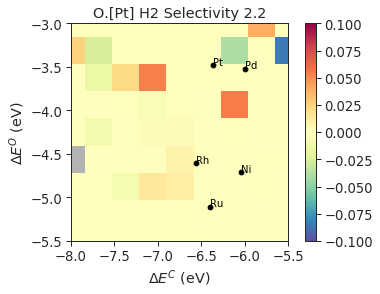 O.[Pt] H2 Selectivity 2.2
ΔE^O (eV)
−3.0
−3.5
−4.0
−4.5
−5.0
−5.5
Pt
Pd
Rh
Ni
Ru
−8.0 −7.5 −7.0 −6.5 −6.0 −5.5
ΔE^C (eV)
0.100
0.075
0.050
0.025
0.000
−0.025
−0.050
−0.075
−0.100